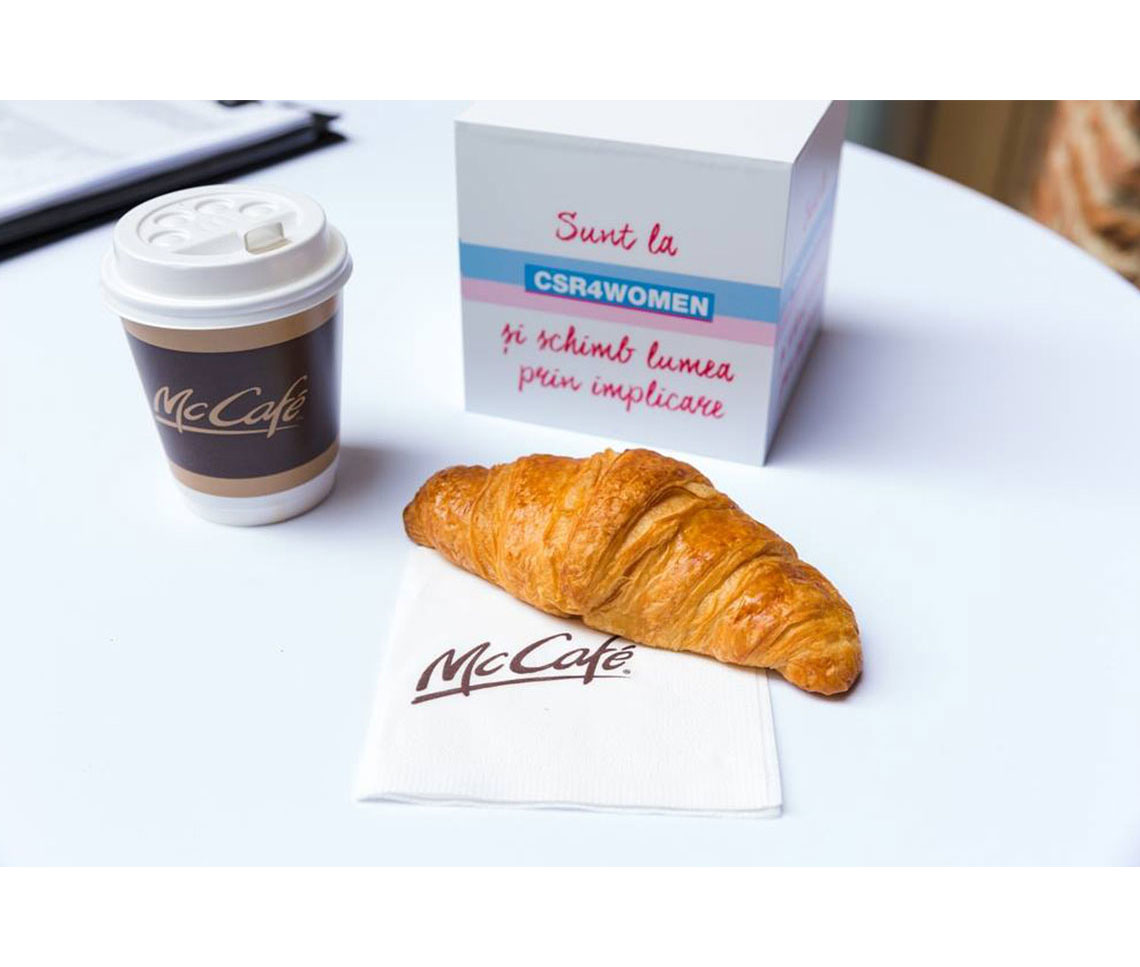 Sunt la
CSR4WOMEN
și schimb lumea
prin implicare
McCafé
McCafé®